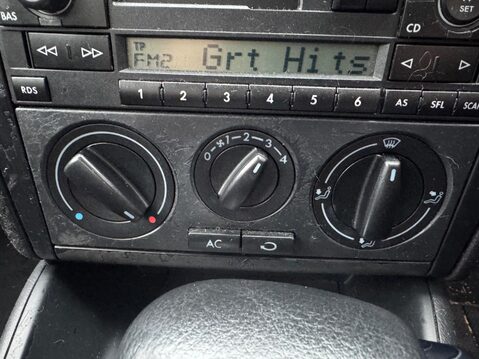 BAS
SET
CD
TP
FM2 Grt Hits
RDS
1 2 3 4 5 6 AS SFL SCAN
0 1 2 3 4
AC